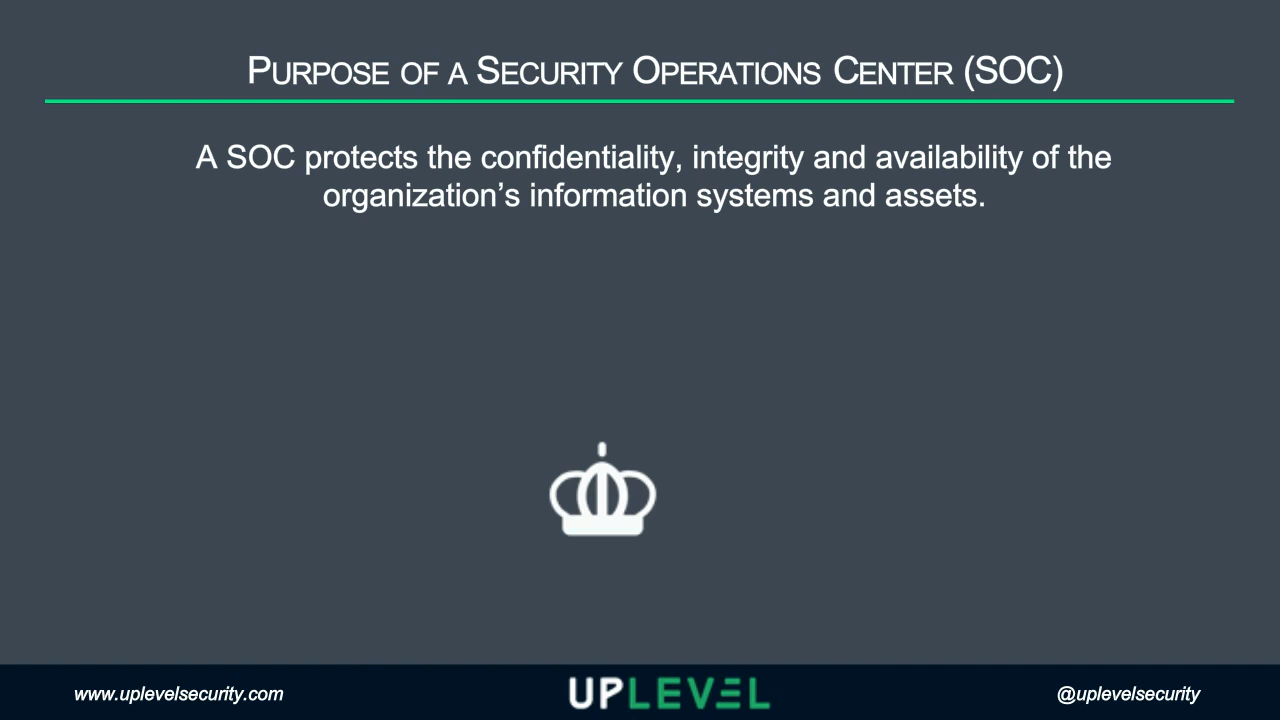 PURPOSE OF A SECURITY OPERATIONS CENTER (SOC)
A SOC protects the confidentiality, integrity and availability of the
organization’s information systems and assets.
www.uplevelsecurity.com
UPLEVEL
@uplevelsecurity